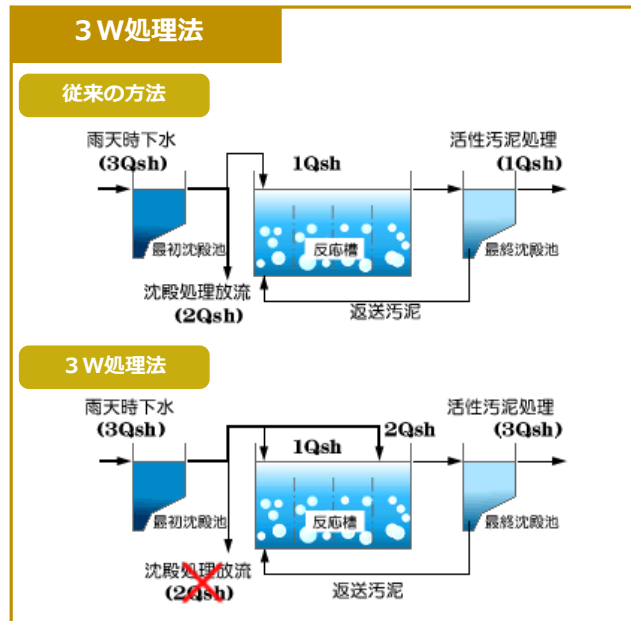 ３Ｗ処理法
従来の方法
雨天時下水
(3Qsh)
1Qsh
活性汚泥処理
(1Qsh)
最初沈殿池
反応槽
最終沈殿池
沈殿処理放流
(2Qsh)
返送汚泥
３Ｗ処理法
雨天時下水
(3Qsh)
1Qsh
2Qsh
活性汚泥処理
(3Qsh)
最初沈殿池
反応槽
最終沈殿池
沈殿処理放流
(2Qsh)
返送汚泥